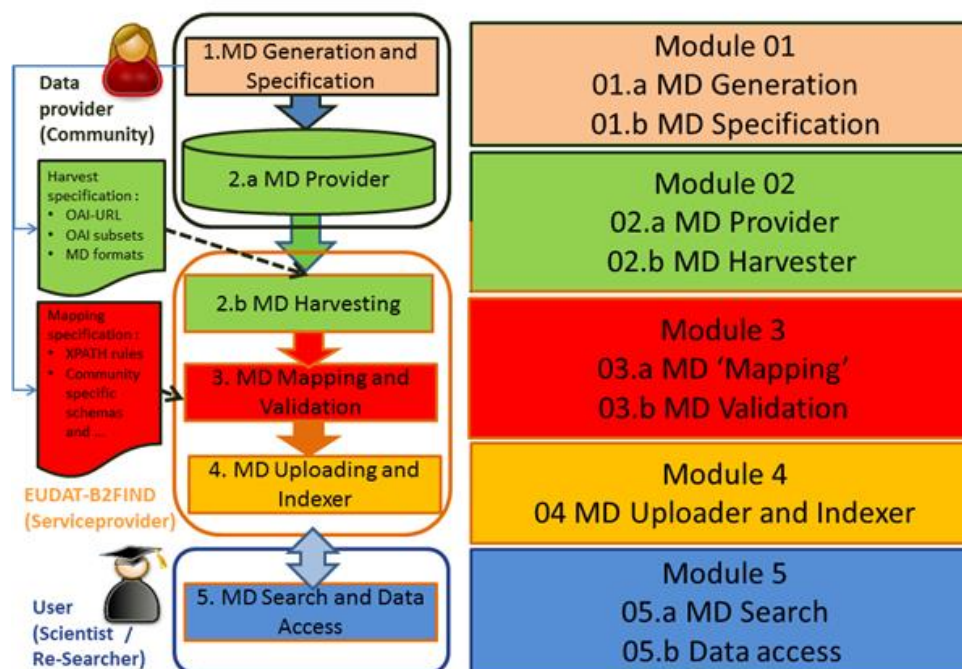 1.MD Generation and
Specification
Data
provider
(Community)
2.a MD Provider
Harvest
specification :
• OAI-URL
• OAI subsets
• MD formats
2.b MD Harvesting
Mapping
specification :
• XPATH rules
• Community
specific
schemas
and ...
3. MD Mapping and
Validation
4. MD Uploading and
Indexer
EUDAT-B2FIND
(Serviceprovider)
5. MD Search and Data
Access
User
(Scientist /
Re-Searcher)
Module 01
01.a MD Generation
01.b MD Specification
Module 02
02.a MD Provider
02.b MD Harvester
Module 3
03.a MD ‘Mapping’
03.b MD Validation
Module 4
04 MD Uploader and Indexer
Module 5
05.a MD Search
05.b Data access